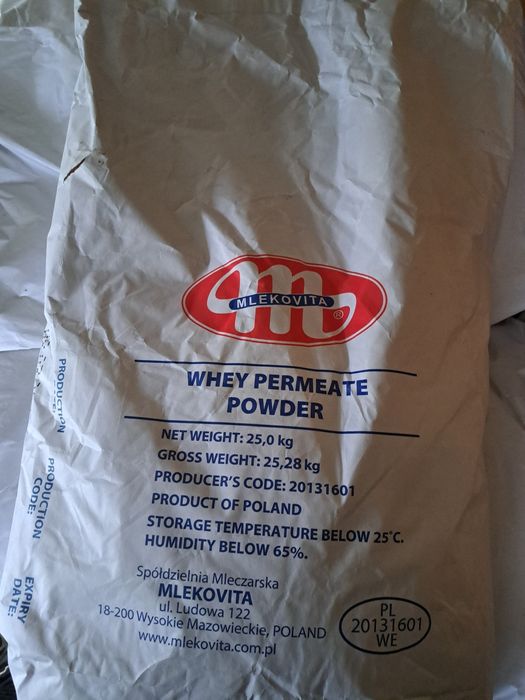 MLEKOVITA
®
WHEY PERMEATE
POWDER
NET WEIGHT: 25,0 kg
GROSS WEIGHT: 25,28 kg
PRODUCER'S CODE: 20131601
PRODUCT OF POLAND
STORAGE TEMPERATURE BELOW 25°C.
HUMIDITY BELOW 65%.
Spółdzielnia Mleczarska
MLEKOVITA
ul. Ludowa 122
18-200 Wysokie Mazowieckie, POLAND
www.mlekovita.com.pl
PL
20131601
WE
PRODUCTION
PRODUCTION
CODE:
EXPIRY
DATE: